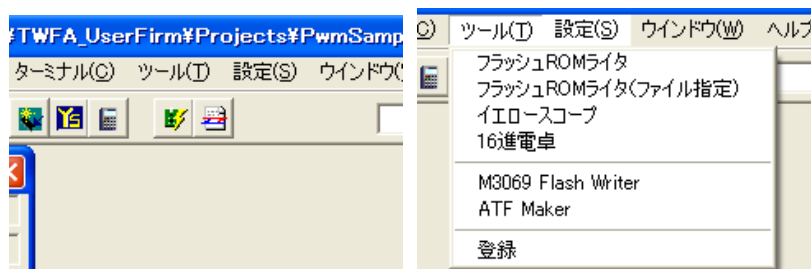 ¥TWFA_UserFirm¥Projects¥PwmSamp
ターミナル(C) ツール(T) 設定(S) ウインドウ(
YS
C) ツール(T) 設定(S) ウインドウ(W) ヘルプ
フラッシュROMライタ
フラッシュROMライタ(ファイル指定)
イエロースコープ
16進電卓
M3069 Flash Writer
ATF Maker
登録